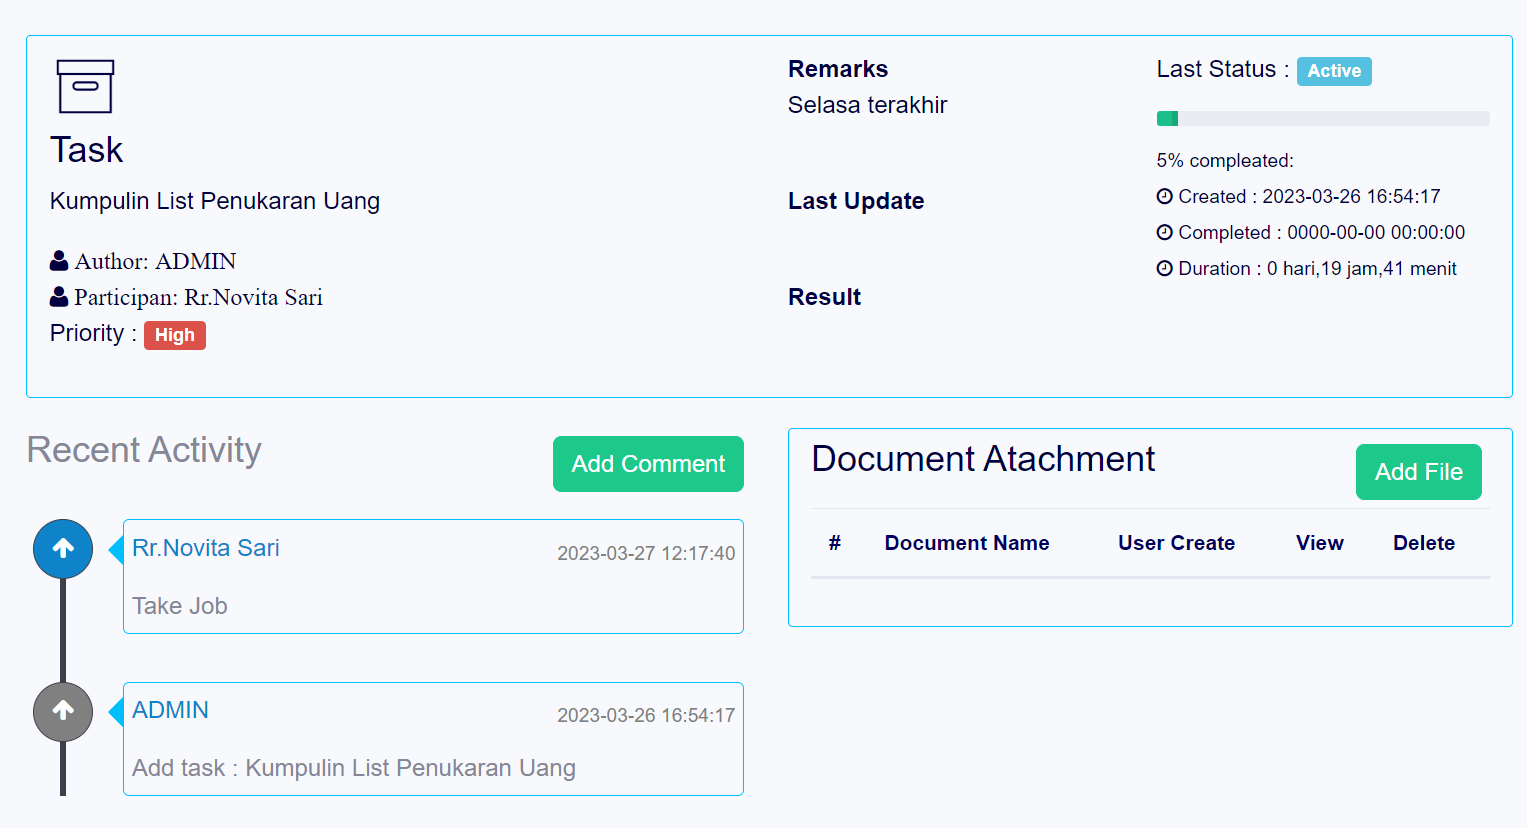 Task
Kumpulin List Penukaran Uang
Author: ADMIN
Participan: Rr.Novita Sari
Priority : High
Remarks
Selasa terakhir
Last Update
Result
Last Status : Active
5% compleated:
Created : 2023-03-26 16:54:17
Completed : 0000-00-00 00:00:00
Duration : 0 hari,19 jam,41 menit
Recent Activity
Add Comment
Rr.Novita Sari 2023-03-27 12:17:40
Take Job
ADMIN 2023-03-26 16:54:17
Add task : Kumpulin List Penukaran Uang
Document Atachment
Add File
# Document Name User Create View Delete